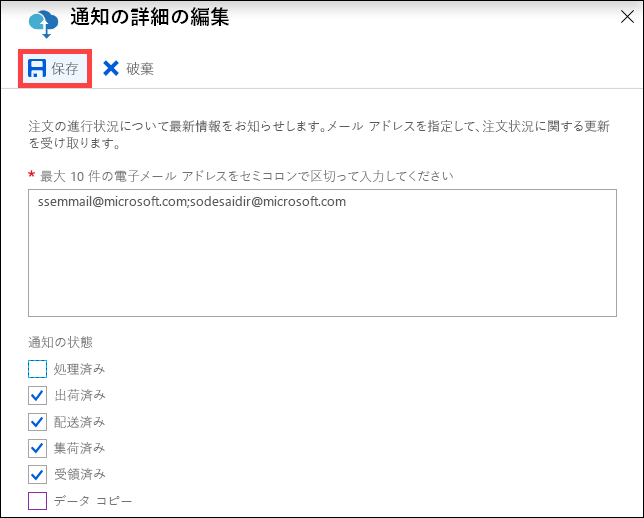 通知の詳細の編集
保存 破棄
注文の進行状況について最新情報をお知らせします。メール アドレスを指定して、注文状況に関する更新
を受け取ります。
* 最大 10 件の電子メール アドレスをセミコロンで区切って入力してください
ssemmail@microsoft.com;sodesaidir@microsoft.com
通知の状態
処理済み
出荷済み
配送済み
集荷済み
受領済み
データ コピー